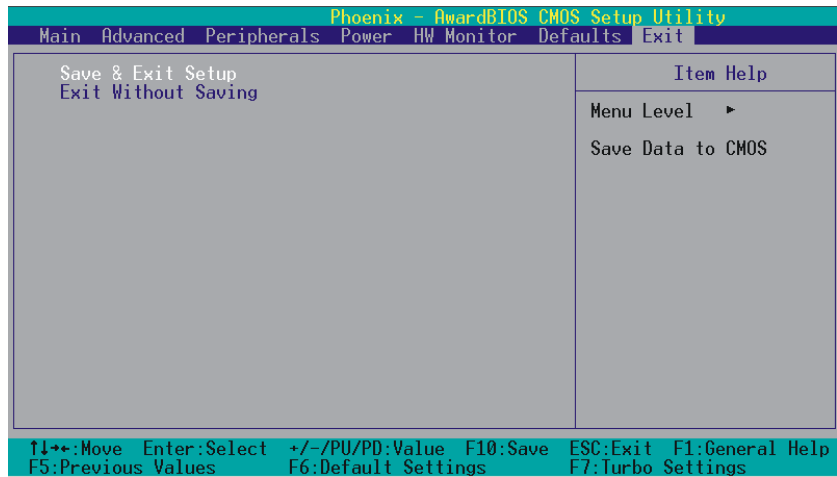 Phoenix - AwardBIOS CMOS Setup Utility
Main Advanced Peripherals Power HW Monitor Defaults Exit
Save & Exit Setup
Exit Without Saving
Item Help
Menu Level ►
Save Data to CMOS
↑↓→←:Move Enter:Select +/-/PU/PD:Value F10:Save ESC:Exit F1:General Help
F5:Previous Values F6:Default Settings F7:Turbo Settings